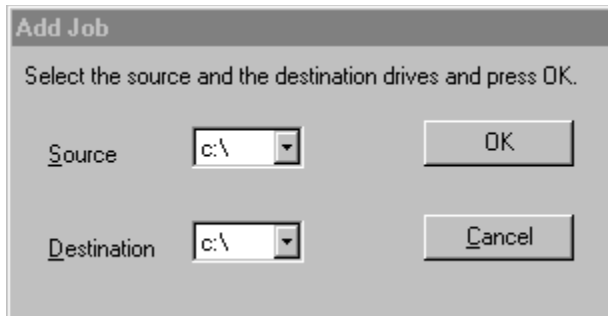 Add Job
Select the source and the destination drives and press OK.
Source c:\ OK
Destination c:\ Cancel